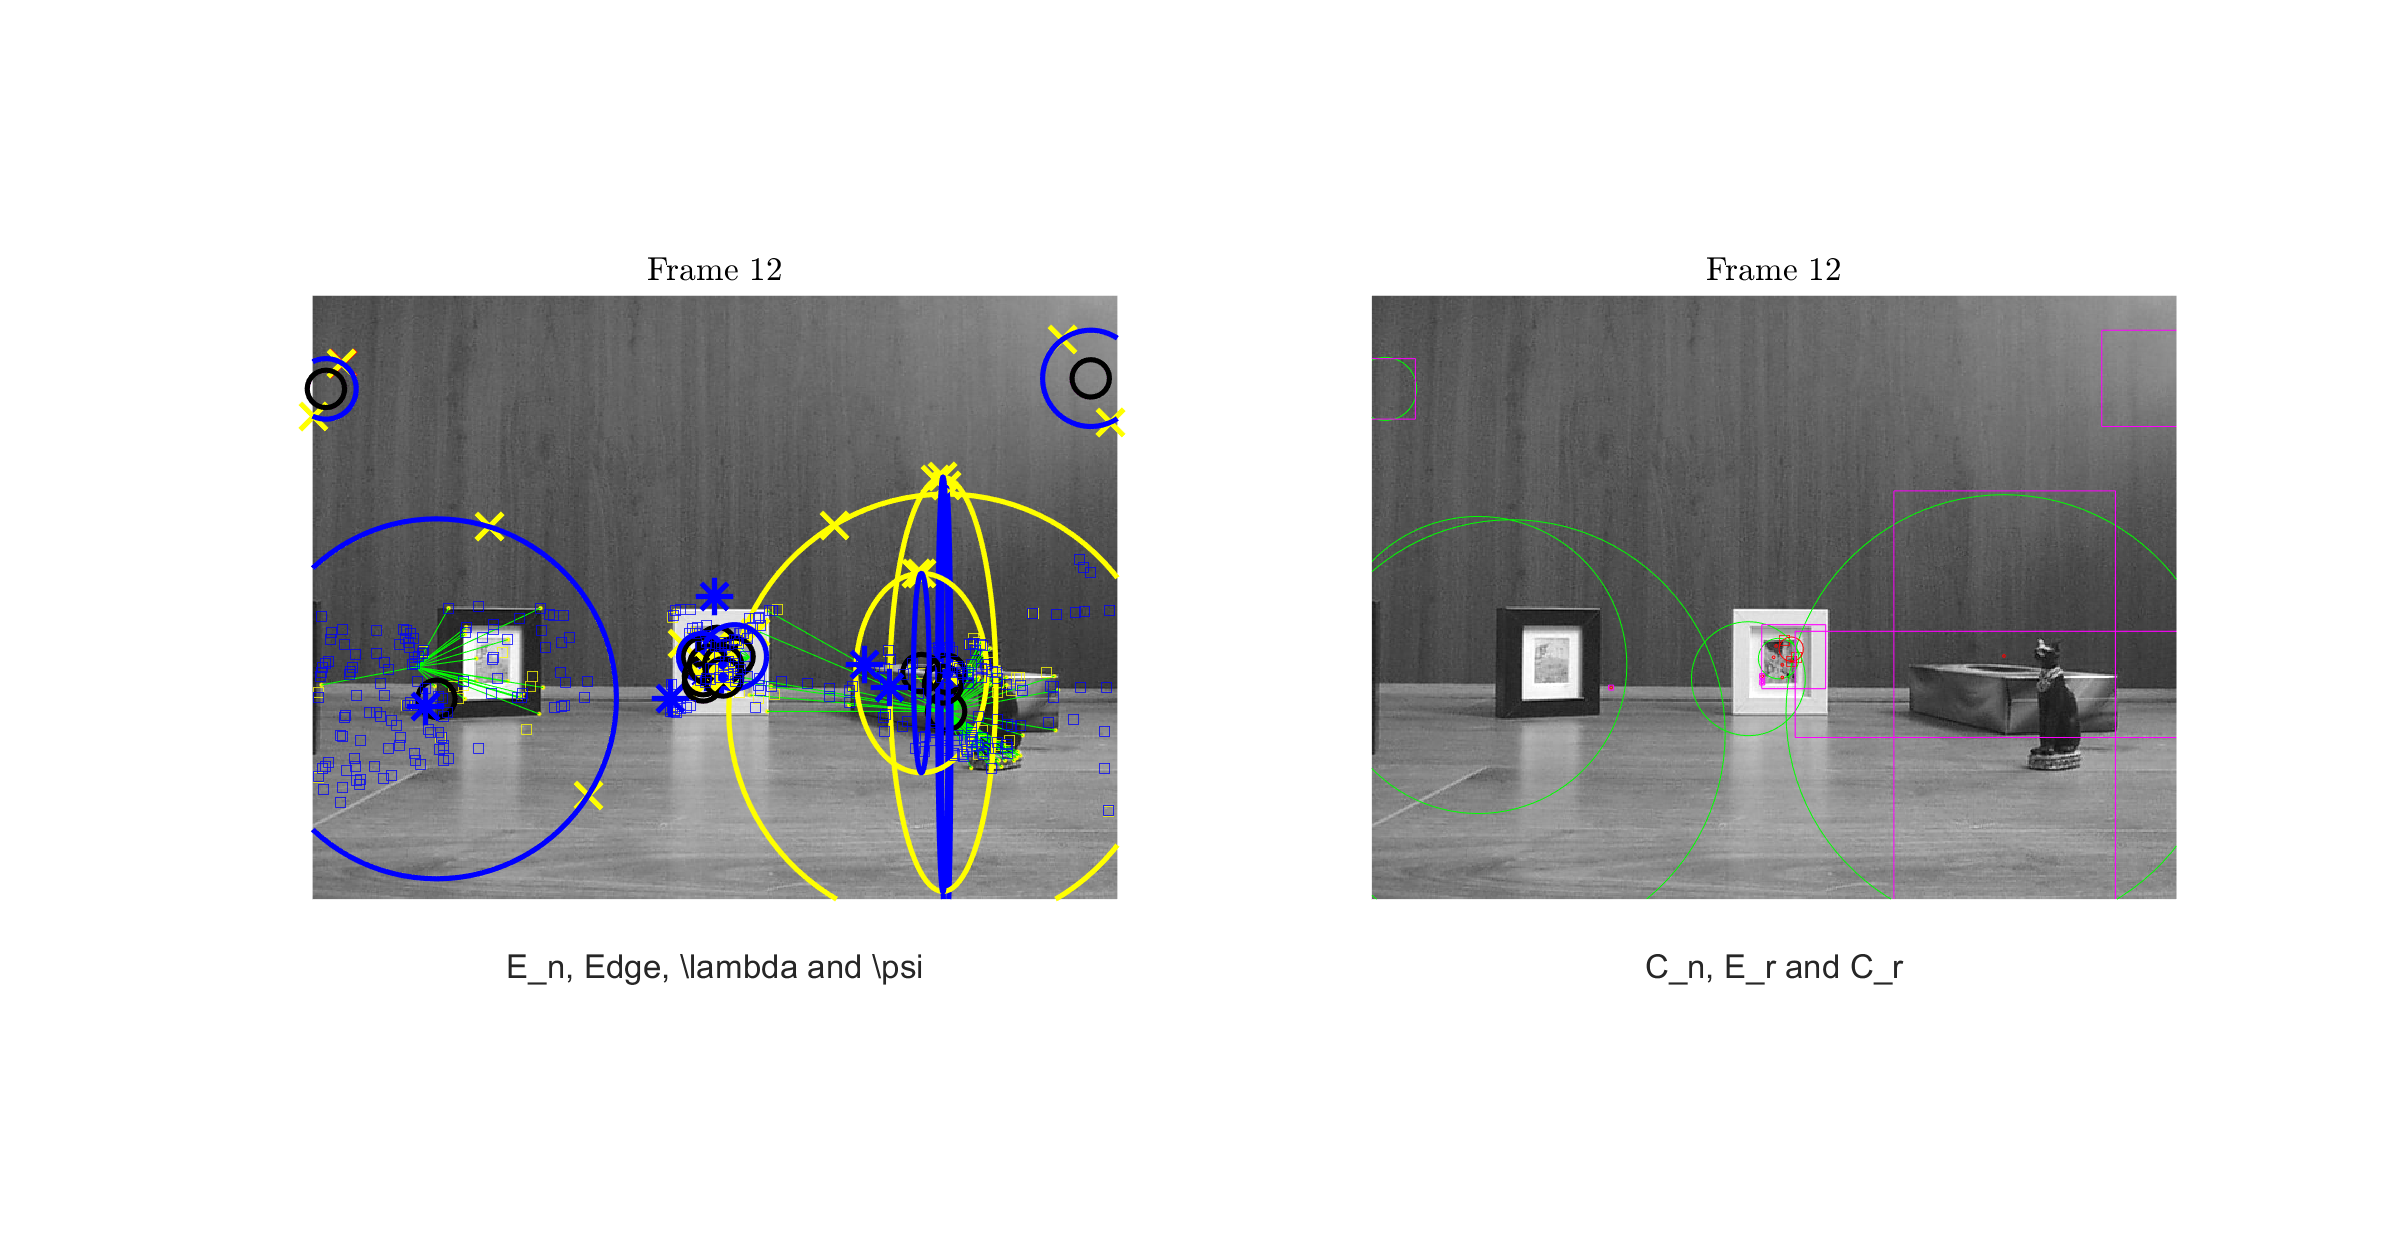 Frame 12
Frame 12
E_n, Edge, \lambda and \psi
C_n, E_r and C_r